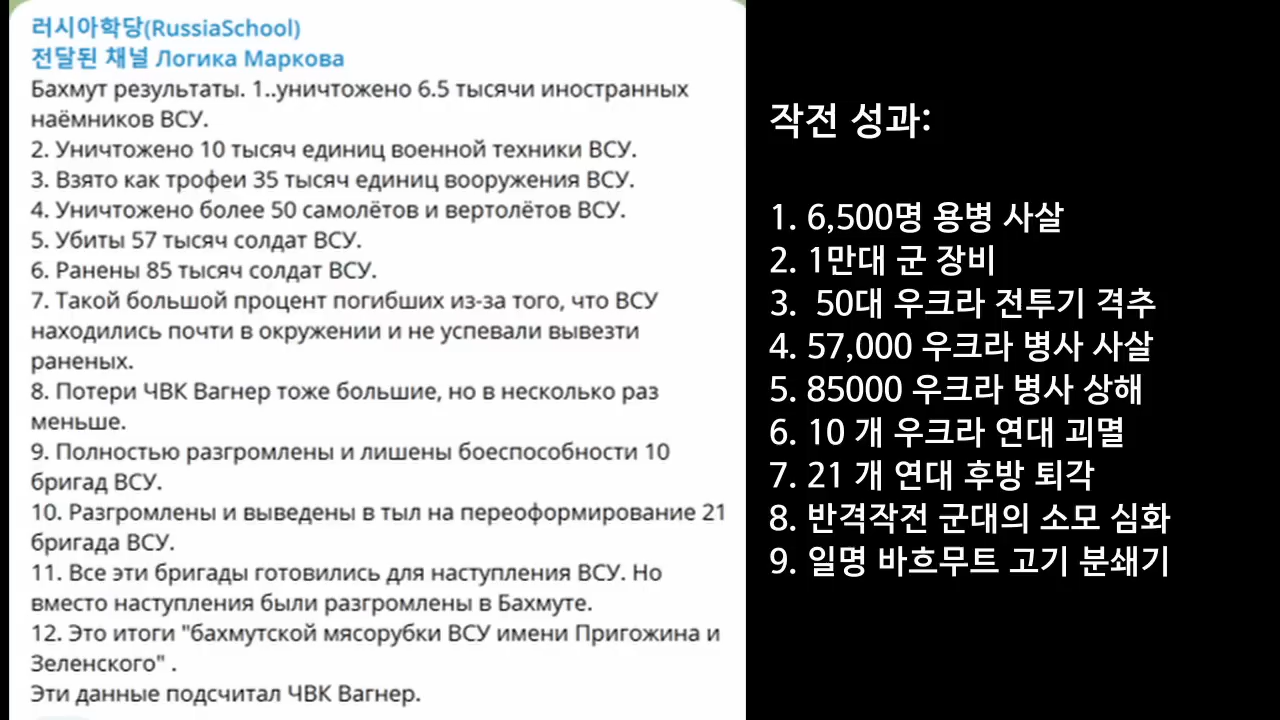 러시아학당(RussiaSchool)
전달된 채널 Логика Маркова
Бахмут результаты. 1..уничтожено 6.5 тысячи иностранных
наёмников ВСУ.
2. Уничтожено 10 тысяч единиц военной техники ВСУ.
3. Взято как трофеи 35 тысяч единиц вооружения ВСУ.
4. Уничтожено более 50 самолётов и вертолётов ВСУ.
5. Убиты 57 тысяч солдат ВСУ.
6. Ранены 85 тысяч солдат ВСУ.
7. Такой большой процент погибших из-за того, что ВСУ
находились почти в окружении и не успевали вывезти
раненых.
8. Потери ЧВК Вагнер тоже большие, но в несколько раз
меньше.
9. Полностью разгромлены и лишены боеспособности 10
бригад ВСУ.
10. Разгромлены и выведены в тыл на переоформирование 21
бригада ВСУ.
11. Все эти бригады готовились для наступления ВСУ. Но
вместо наступления были разгромлены в Бахмуте.
12. Это итоги "бахмутской мясорубки ВСУ имени Пригожина и
Зеленского" .
Эти данные подсчитал ЧВК Вагнер.
작전 성과:
1. 6,500명 용병 사살
2. 1만대 군 장비
3. 50대 우크라 전투기 격추
4. 57,000 우크라 병사 사살
5. 85000 우크라 병사 상해
6. 10 개 우크라 연대 괴멸
7. 21 개 연대 후방 퇴각
8. 반격작전 군대의 소모 심화
9. 일명 바흐무트 고기 분쇄기